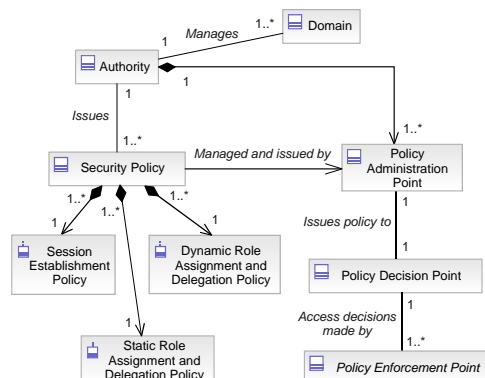 Manages
1..*
Domain
1
Authority
1
1
Issues
1..*
1..*
Security Policy
Managed and issued by
Policy
Administration
Point
1..*
1..*
1..*
1
1
1
Issues policy to
1
Session
Establishment
Policy
Dynamic Role
Assignment and
Delegation Policy
Policy Decision Point
1
1
Access decisions
made by
1..*
Static Role
Assignment and
Delegation Policy
Policy Enforcement Point